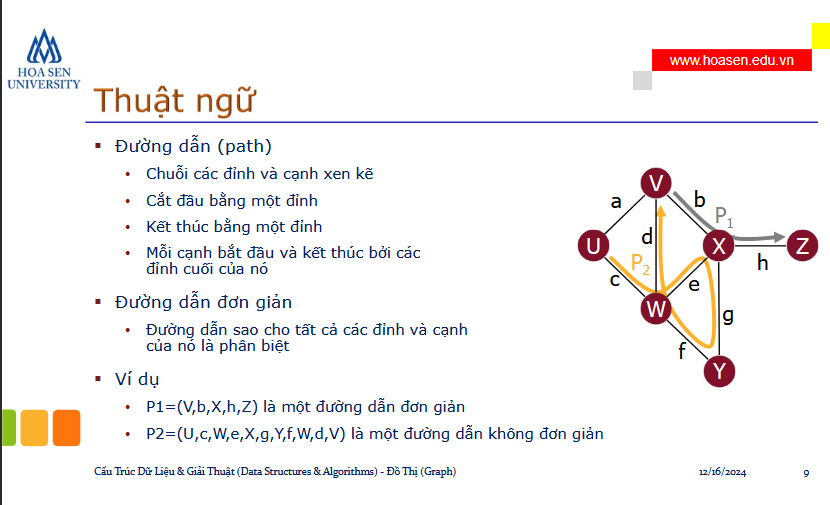 HOA SEN
UNIVERSITY
www.hoasen.edu.vn
Thuật ngữ
Đường dẫn (path)
Chuỗi các đỉnh và cạnh xen kẽ
Cắt đầu bằng một đỉnh
Kết thúc bằng một đỉnh
Mỗi cạnh bắt đầu và kết thúc bởi các
đỉnh cuối của nó
Đường dẫn đơn giản
Đường dẫn sao cho tất cả các đỉnh và cạnh
của nó là phân biệt
Ví dụ
P1=(V,b,X,h,Z) là một đường dẫn đơn giản
P2=(U,c,W,e,X,g,Y,f,W,d,V) là một đường dẫn không đơn giản
V
a
b
P1
U
d
X
Z
P2
h
c
e
W
g
f
Y
Cấu Trúc Dữ Liệu & Giải Thuật (Data Structures & Algorithms) - Đồ Thị (Graph)
12/16/2024
9